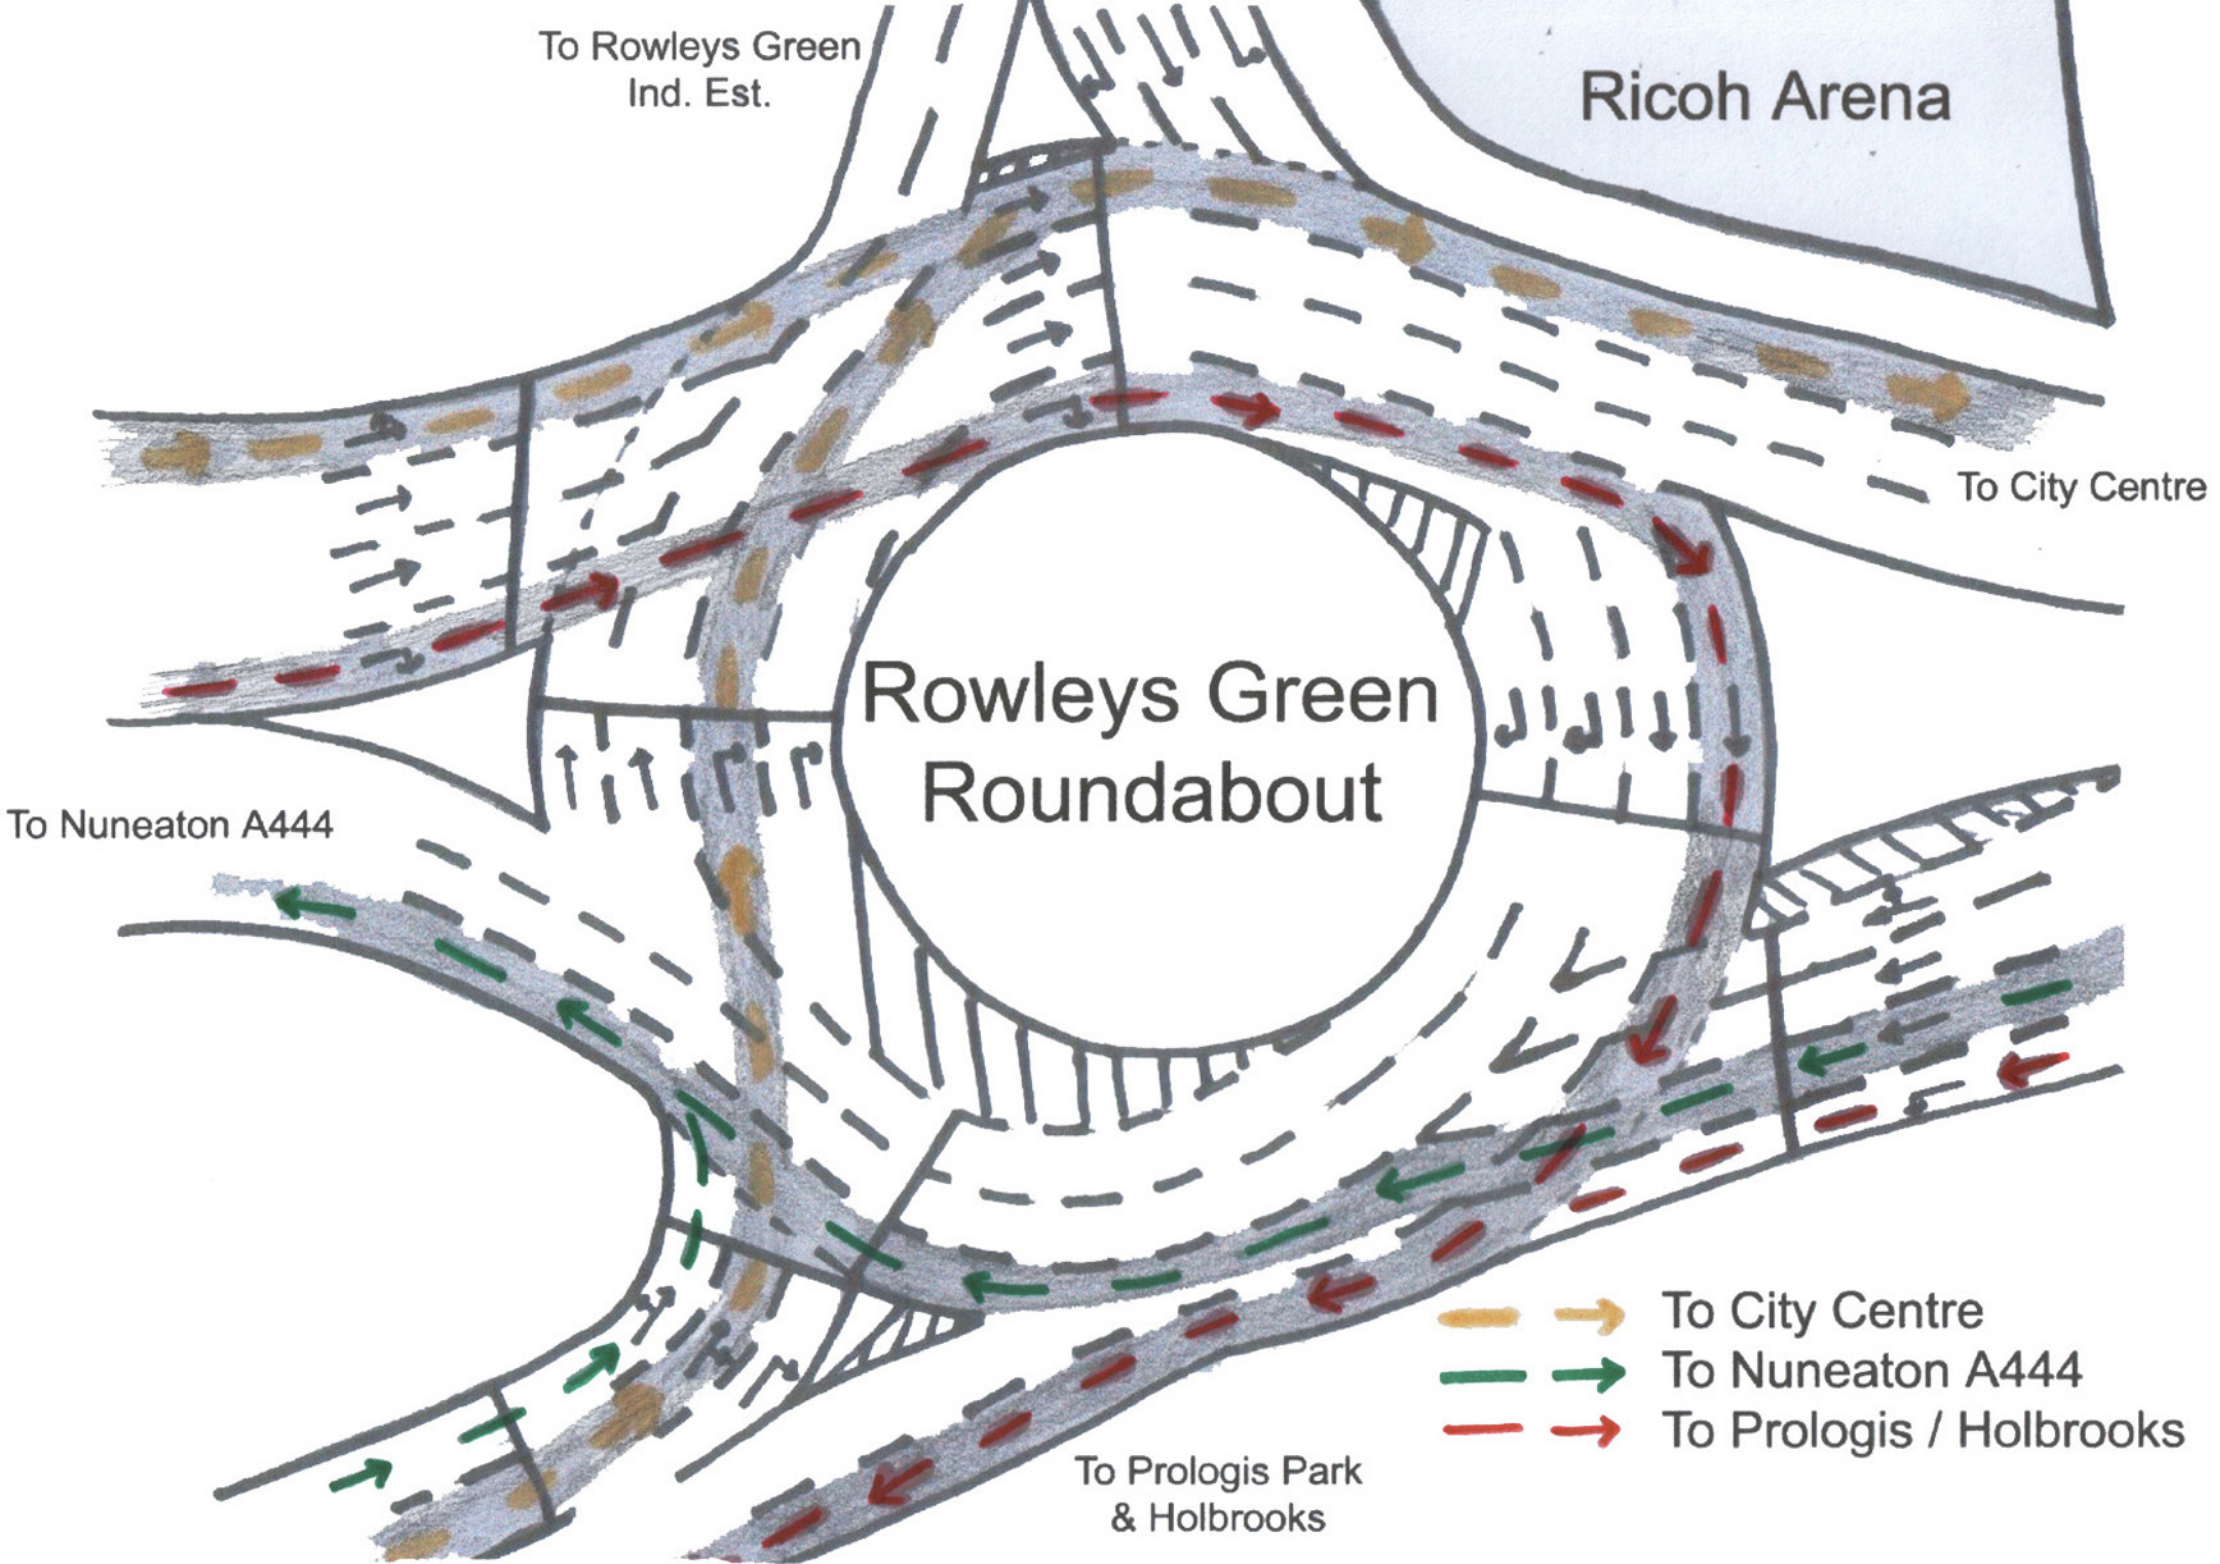 To Rowleys Green
Ind. Est.
Ricoh Arena
To City Centre
Rowleys Green
Roundabout
To Nuneaton A444
To City Centre
To Nuneaton A444
To Prologis / Holbrooks
To Prologis Park
& Holbrooks